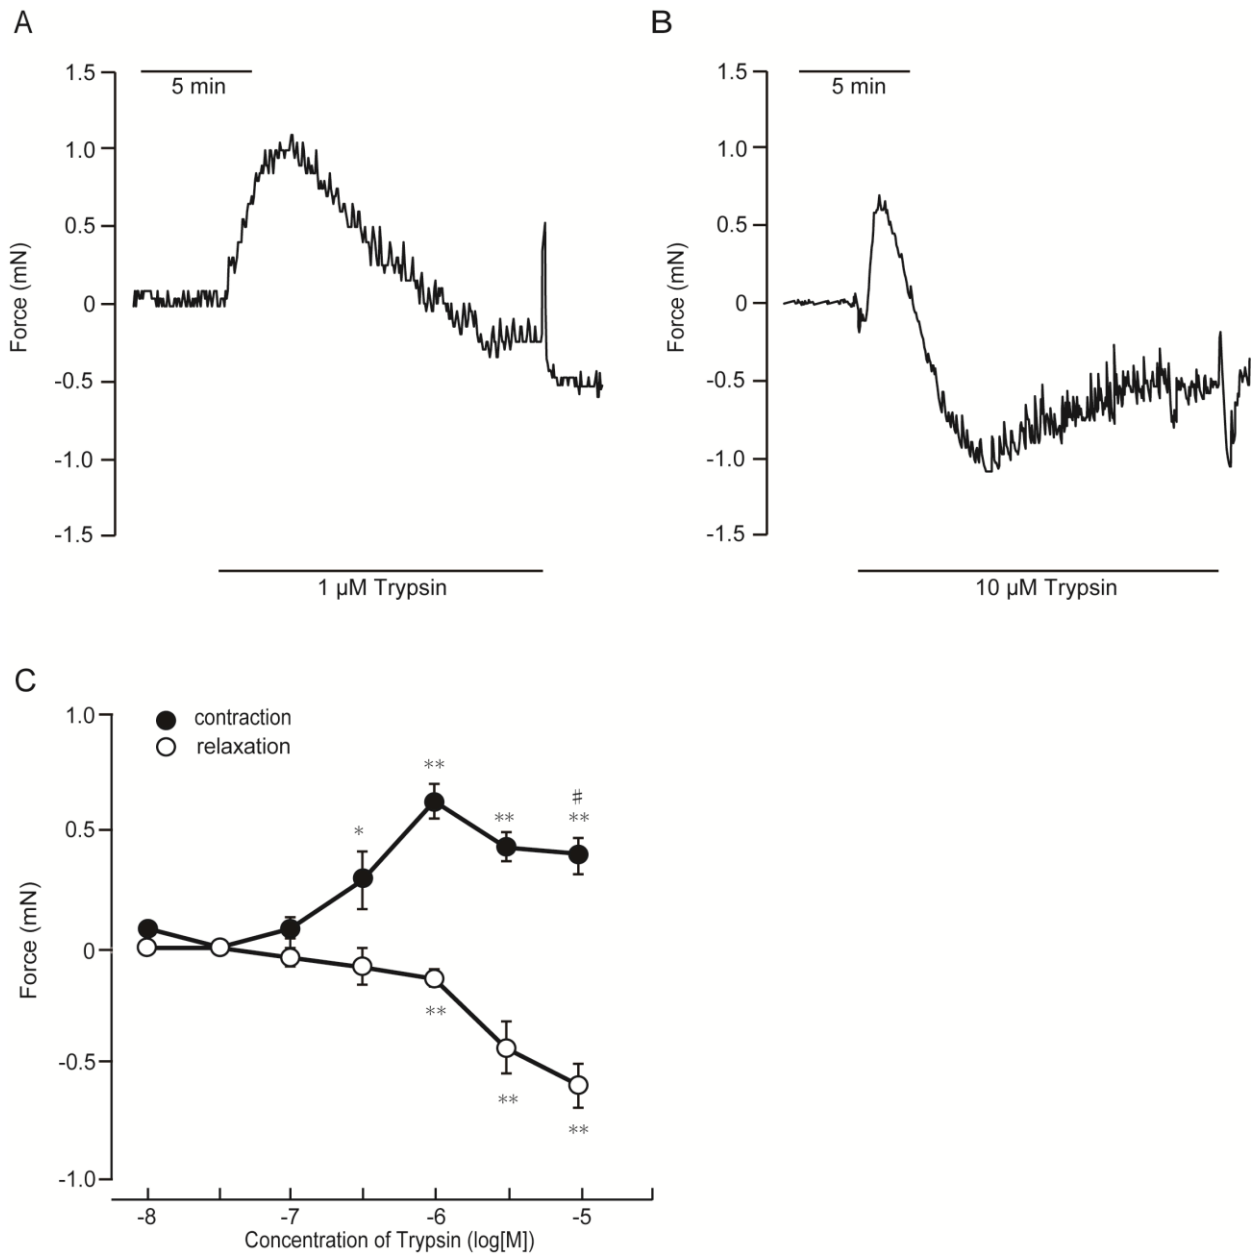 A
5 min
1.5
1.0
0.5
0
-0.5
-1.0
-1.5
Force (mN)
1 µM Trypsin
B
5 min
1.5
1.0
0.5
0
-0.5
-1.0
-1.5
Force (mN)
10 µM Trypsin
C
contraction
relaxation
1.0
0.5
0
-0.5
-1.0
Force (mN)
*
**
**
#
**
**
**
**
-8 -7 -6 -5
Concentration of Trypsin (log[M])